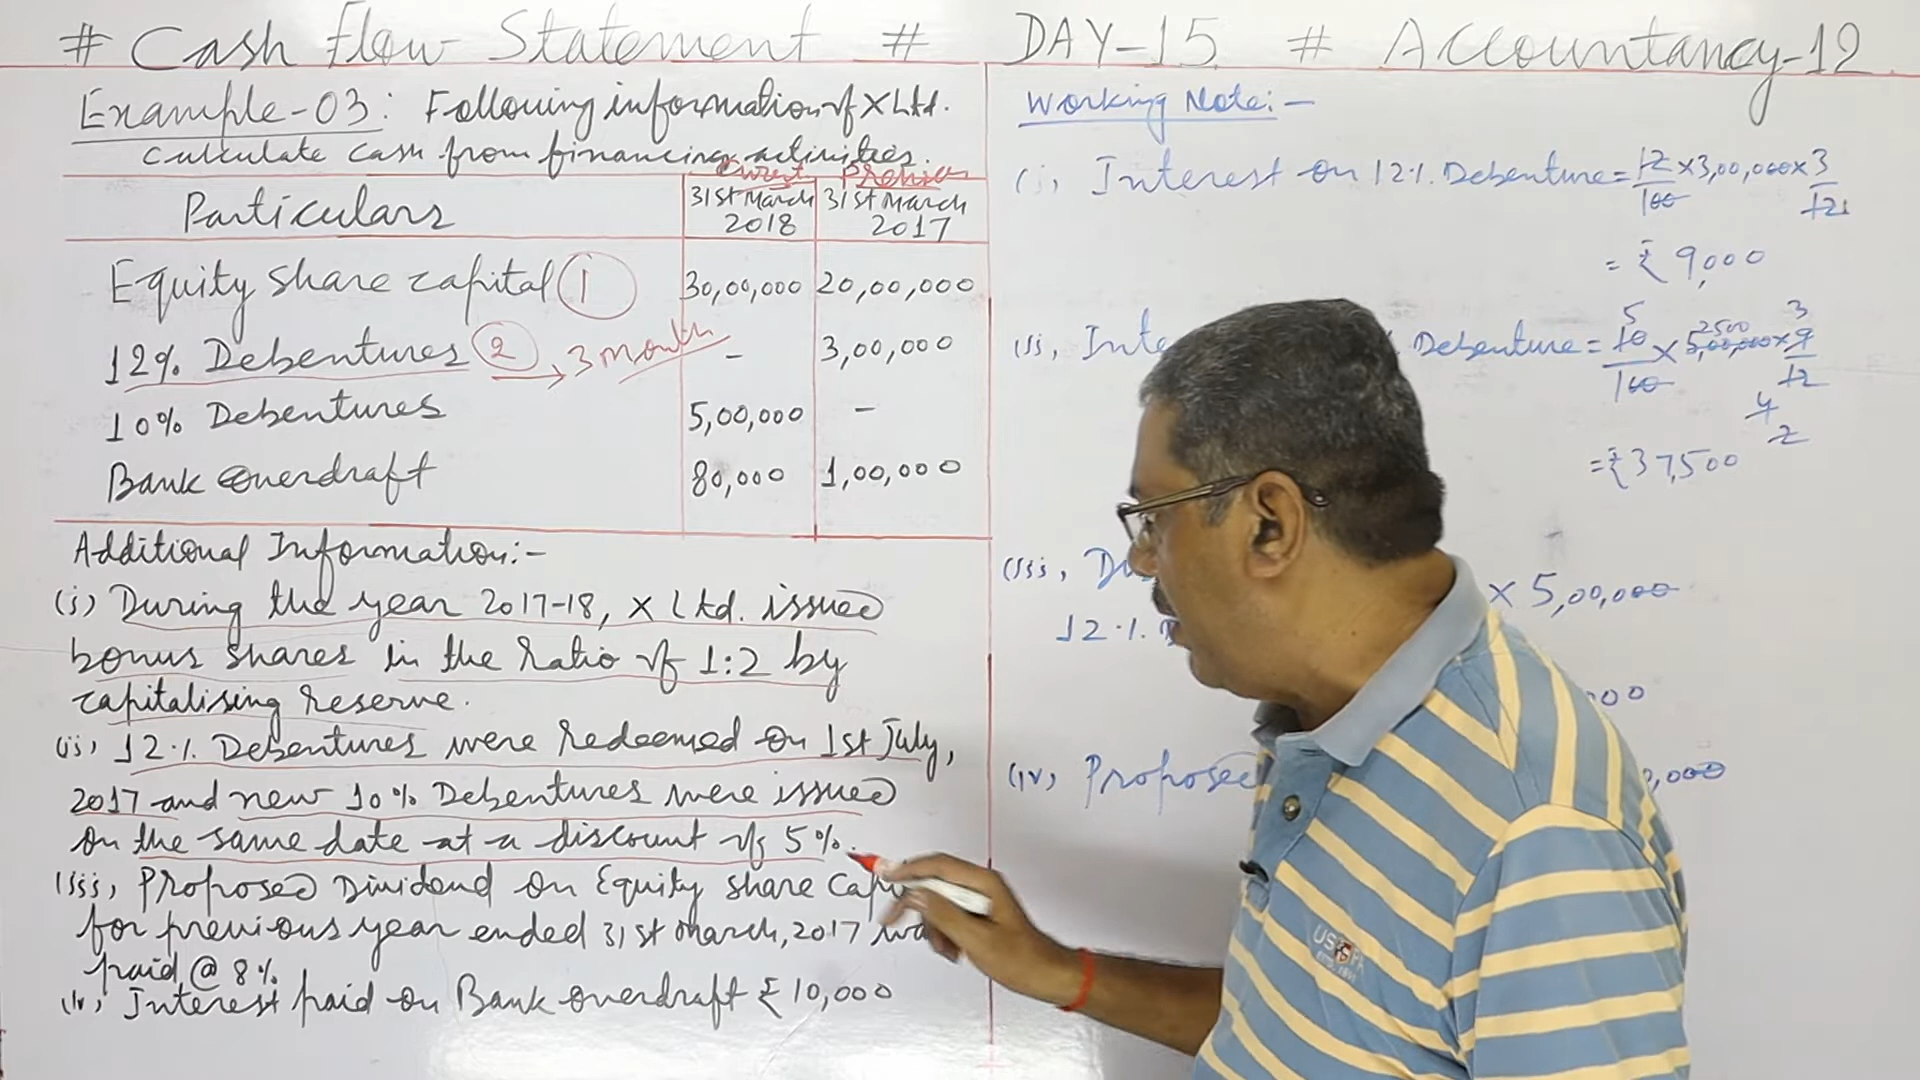 # Cash flow Statement # DAY-15 # Accountancy-12
Example-03: Following information of X Ltd.
Calculate cash from financing activities.
Current Previous
Particulars 31st March 2018 31st March 2017
Equity share capital 1 30,00,000 20,00,000
12% Debentures 2 → 3 month - 3,00,000
10% Debentures 5,00,000 -
Bank overdraft 80,000 1,00,000
Additional Information:-
(i) During the year 2017-18, X Ltd. issued
bonus shares in the ratio of 1:2 by
capitalising reserve.
(ii) 12% Debentures were redeemed on 1st July,
2017 and new 10% Debentures were issued
on the same date at a discount of 5%.
(iii) Proposed Dividend on Equity share
for previous year ended 31st March, 2017
paid @ 8%
(iv) Interest paid on Bank overdraft ₹ 10,000
Working Note:-
(i) Interest on 12% Debenture = 12/100 × 3,00,000 × 3/12
= ₹ 9,000
(ii) Debenture = 10/100 × 5,00,000 × 9/12
5 2500 3
4
2
= ₹ 37,500
(iii) × 5,00,000
12%
(iv) Proposed
US PA